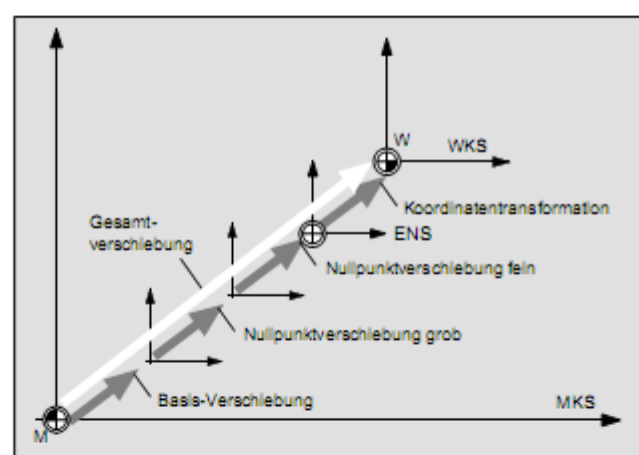 W
WKS
Koordinatentransformation
Gesamt-
verschiebung
ENS
Nullpunktverschiebung fein
Nullpunktverschiebung grob
Basis-Verschiebung
MKS
M